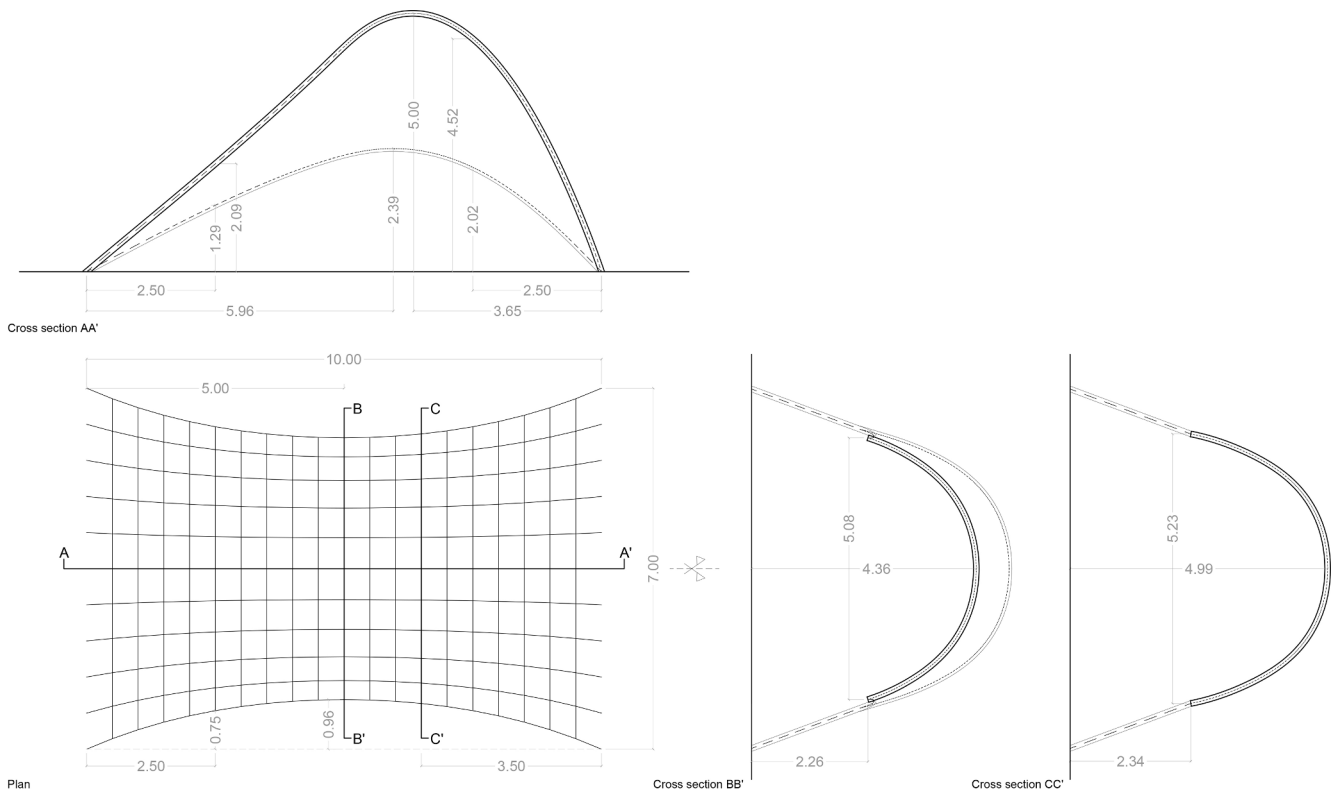 5.00
4.52
1.29
2.09
2.39
2.02
2.50
2.50
5.96
3.65
Cross section AA'
10.00
5.00
B
C
A
A'
7.00
0.75
0.96
B'
C'
2.50
3.50
Plan
5.08
4.36
2.26
Cross section BB'
5.23
4.99
2.34
Cross section CC'